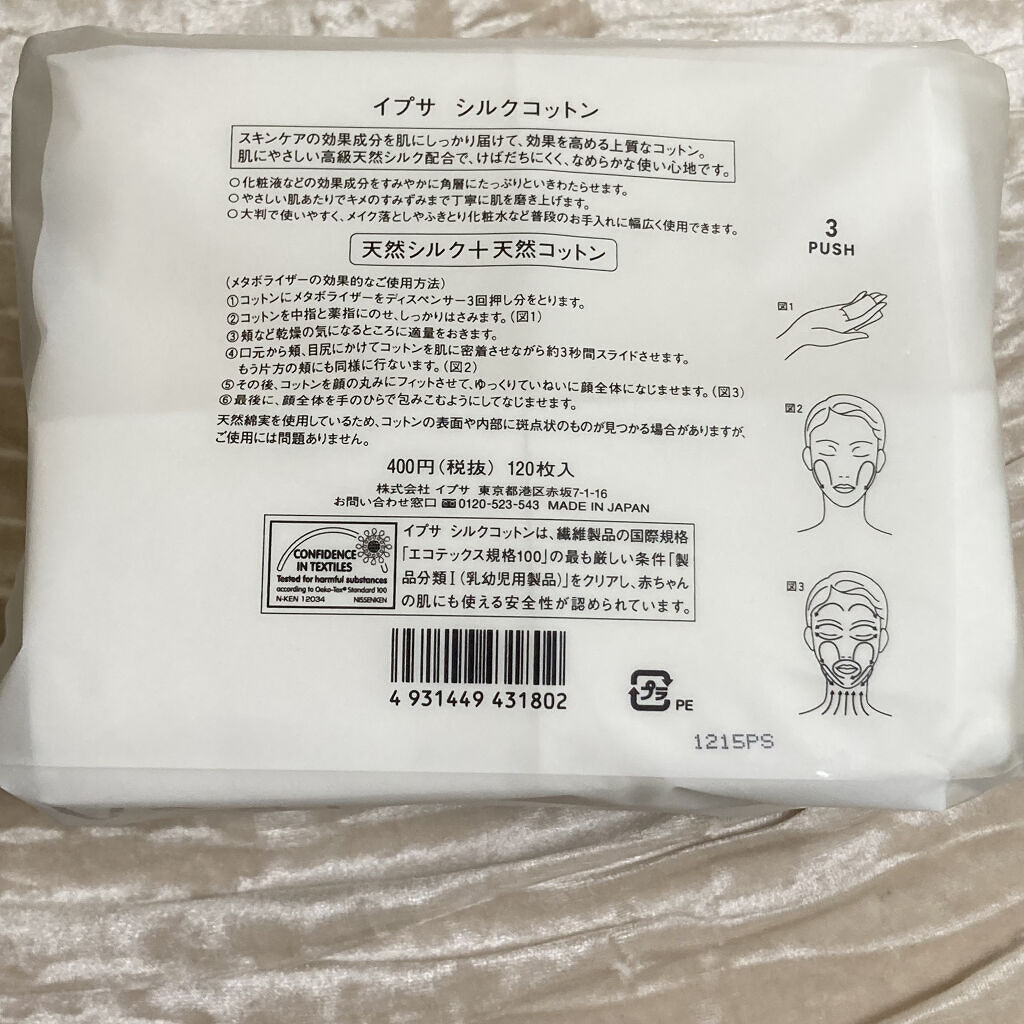 イプサ シルクコットン
スキンケアの効果成分を肌にしっかり届けて、効果を高める上質なコットン。
肌にやさしい高級天然シルク配合で、けばだちにくく、なめらかな使い心地です。
○化粧液などの効果成分をすみやかに角層にたっぷりといきわたらせます。
○やさしい肌あたりでキメのすみずみまで丁寧に肌を磨き上げます。
○大判で使いやすく、メイク落としやふきとり化粧水など普段のお手入れに幅広く使用できます。
天然シルク＋天然コットン
(メタボライザーの効果的なご使用方法)
①コットンにメタボライザーをディスペンサー3回押し分をとります。
②コットンを中指と薬指にのせ、しっかりはさみます。(図1)
③頬など乾燥の気になるところに適量をおきます。
④口元から頬、目尻にかけてコットンを肌に密着させながら約3秒間スライドさせます。
もう片方の頬にも同様に行ないます。(図2)
⑤その後、コットンを顔の丸みにフィットさせて、ゆっくりていねいに顔全体になじませます。(図3)
⑥最後に、顔全体を手のひらで包みこむようにしてなじませます。
天然綿実を使用しているため、コットンの表面や内部に斑点状のものが見つかる場合がありますが、
ご使用には問題ありません。
400円(税抜) 120枚入
株式会社 イプサ 東京都港区赤坂7-1-16
お問い合わせ窓口 0120-523-543 MADE IN JAPAN
CONFIDENCE
IN TEXTILES
Tested for harmful substances
according to Oeko-Tex® Standard 100
N-KEN 12034 NISSENKEN
イプサ シルクコットンは、繊維製品の国際規格
「エコテックス規格100」の最も厳しい条件「製
品分類Ⅰ(乳幼児用製品)」をクリアし、赤ちゃん
の肌にも使える安全性が認められています。
4 931449 431802
プラ
PE
1215PS
3
PUSH
図1
図2
図3